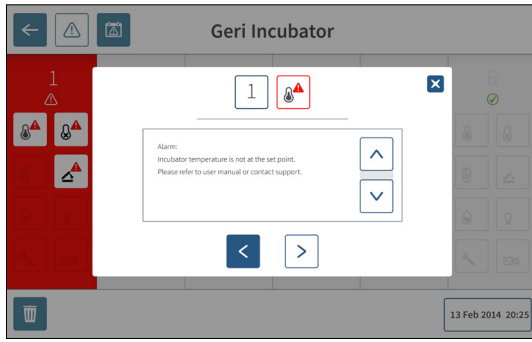 Geri Incubator
1
6
1
Alarm:
Incubator temperature is not at the set point.
Please refer to user manual or contact support.
13 Feb 2014 20:25